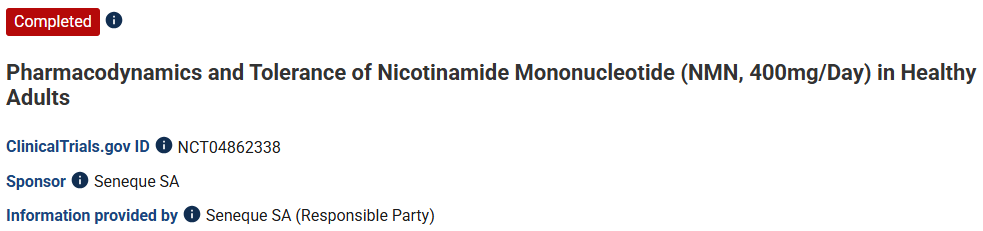 Completed
Pharmacodynamics and Tolerance of Nicotinamide Mononucleotide (NMN, 400mg/Day) in Healthy
Adults
ClinicalTrials.gov ID NCT04862338
Sponsor Seneque SA
Information provided by Seneque SA (Responsible Party)